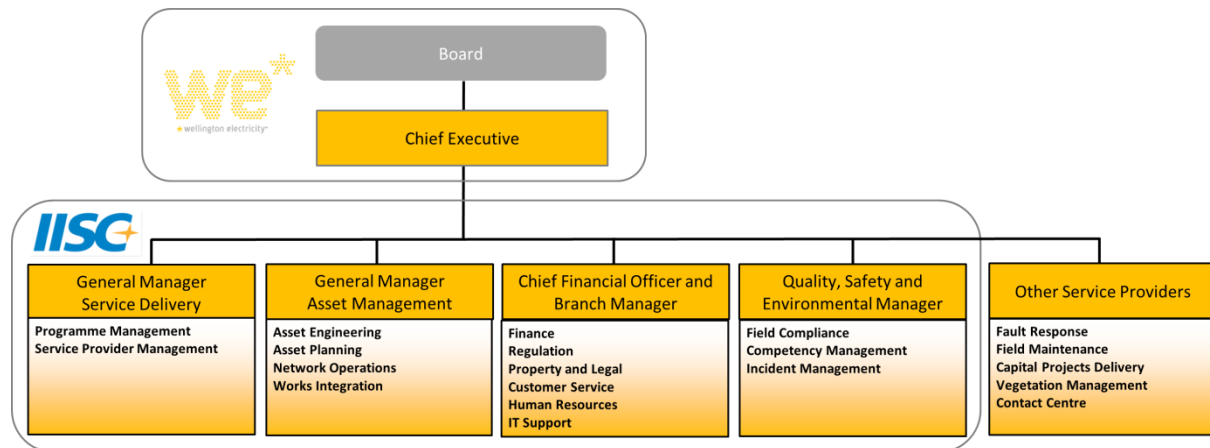 Board
we*
* wellington electricity™
Chief Executive
IISC
General Manager
Service Delivery
Programme Management
Service Provider Management
General Manager
Asset Management
Asset Engineering
Asset Planning
Network Operations
Works Integration
Chief Financial Officer and
Branch Manager
Finance
Regulation
Property and Legal
Customer Service
Human Resources
IT Support
Quality, Safety and
Environmental Manager
Field Compliance
Competency Management
Incident Management
Other Service Providers
Fault Response
Field Maintenance
Capital Projects Delivery
Vegetation Management
Contact Centre